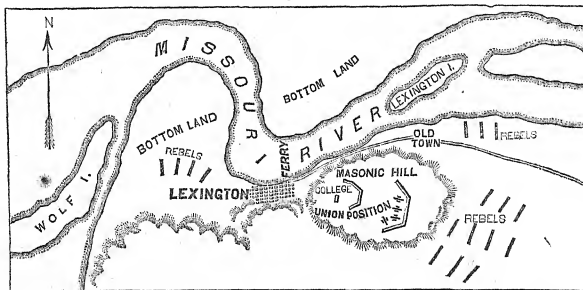 N
MISSOURI
RIVER
BOTTOM LAND
LEXINGTON I.
BOTTOM LAND
REBELS
FERRY
OLD
TOWN
REBELS
WOLF I.
LEXINGTON
MASONIC HILL
COLLEGE
UNION POSITION
REBELS